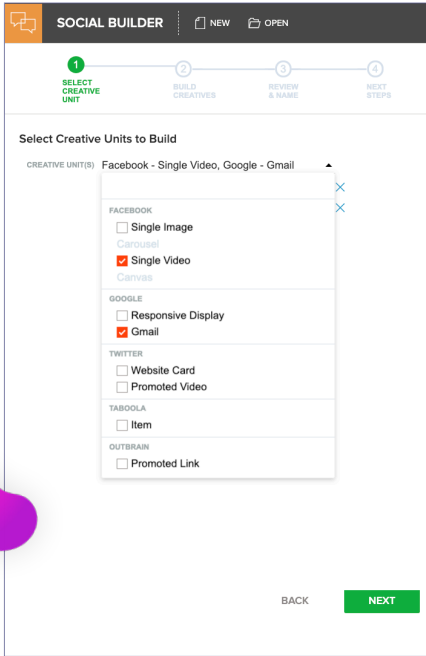 SOCIAL BUILDER NEW OPEN
1 2 3 4
SELECT
CREATIVE
UNIT
BUILD
CREATIVES
REVIEW
& NAME
NEXT
STEPS
Select Creative Units to Build
CREATIVE UNIT(S) Facebook - Single Video, Google - Gmail
FACEBOOK
Single Image
Carousel
Single Video
Canvas
GOOGLE
Responsive Display
Gmail
TWITTER
Website Card
Promoted Video
TABOOLA
Item
OUTBRAIN
Promoted Link
BACK NEXT